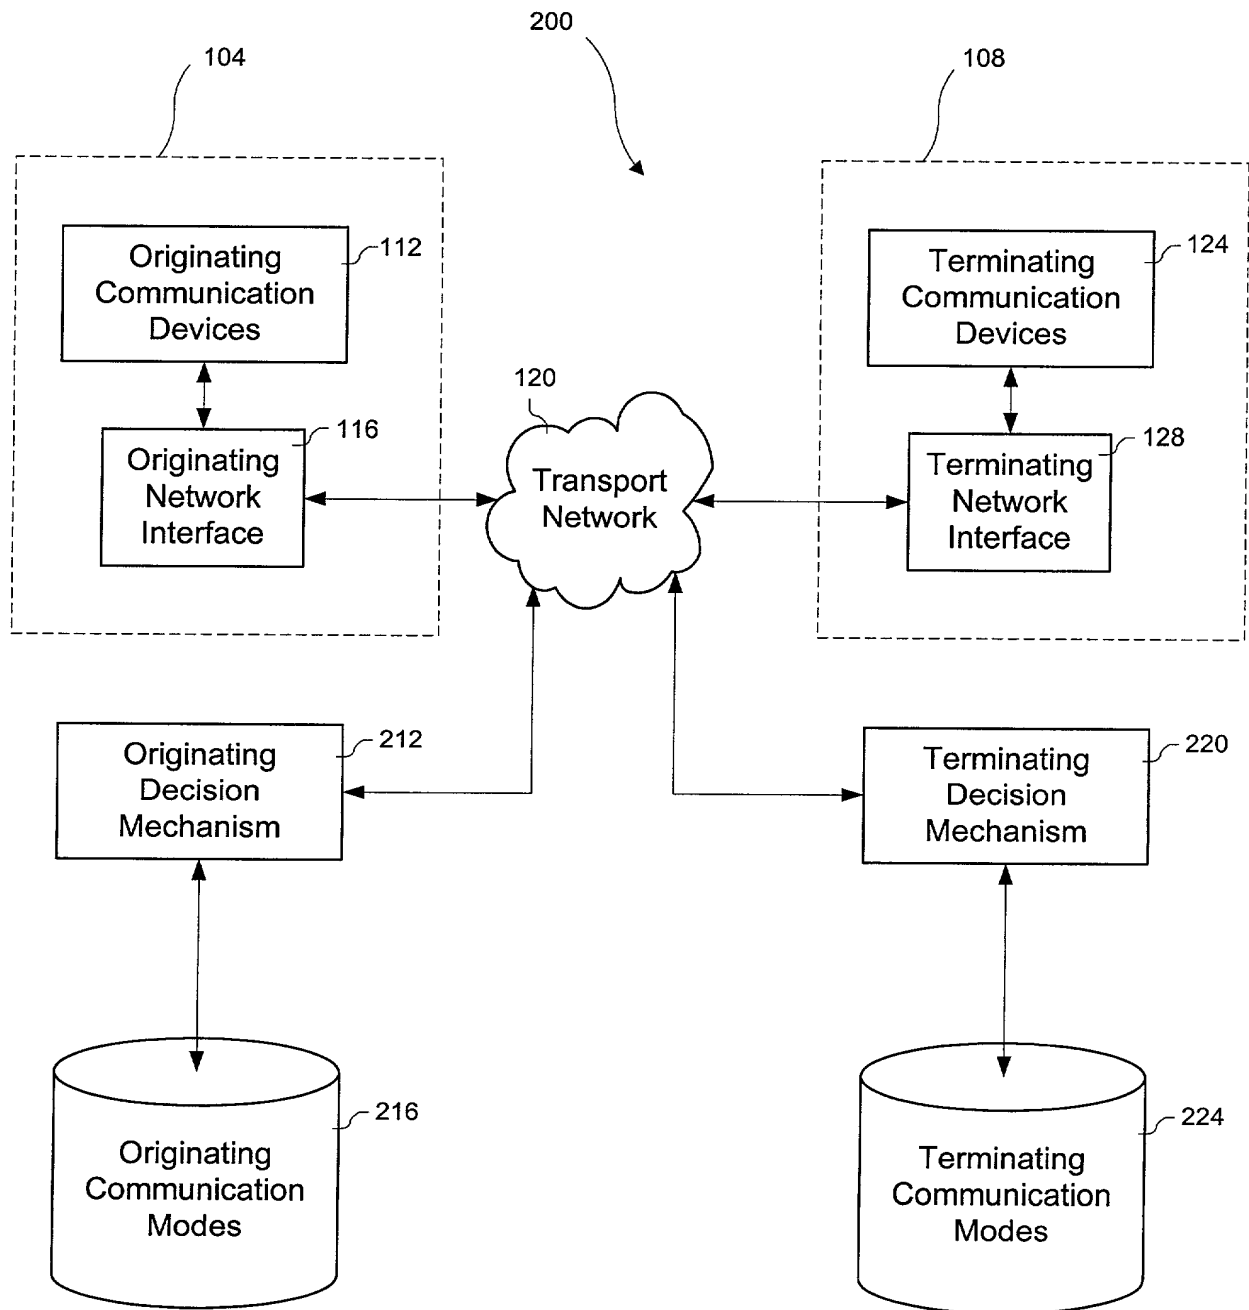 200
104
108
Originating
Communication
Devices
112
Terminating
Communication
Devices
124
120
Originating
Network
Interface
116
Transport
Network
Terminating
Network
Interface
128
Originating
Decision
Mechanism
212
Terminating
Decision
Mechanism
220
Originating
Communication
Modes
216
Terminating
Communication
Modes
224